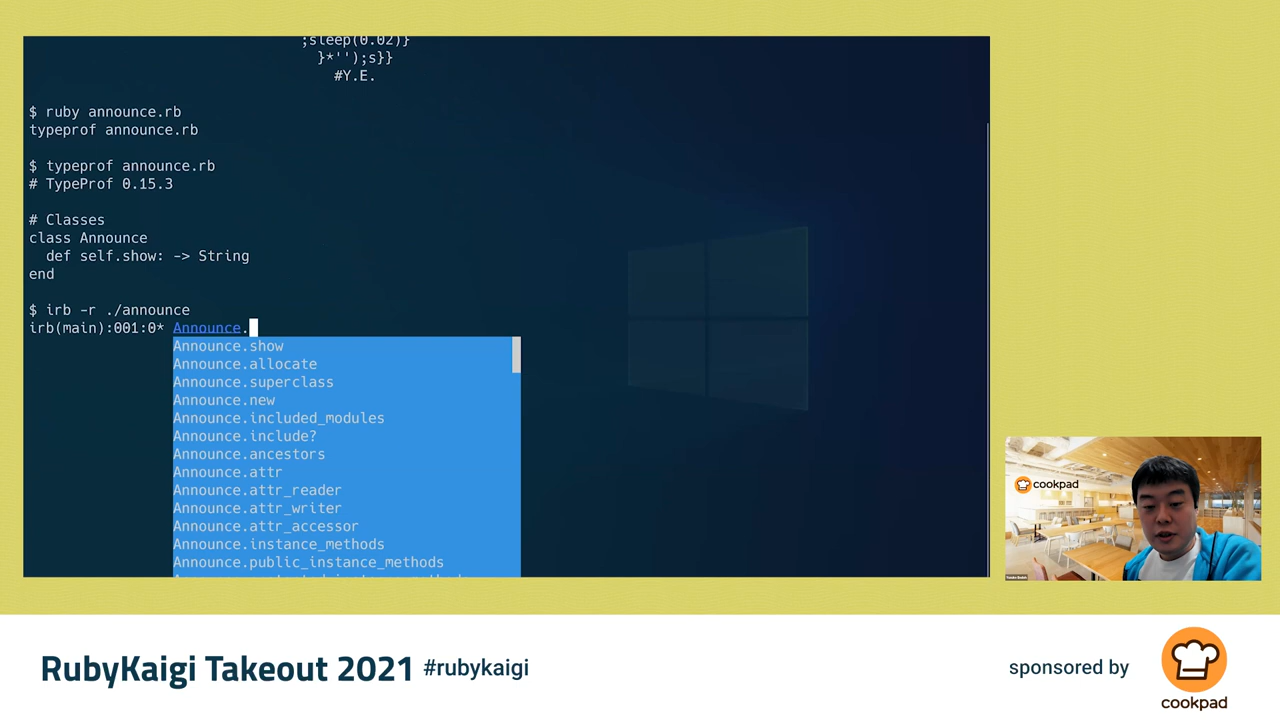 ;sleep(0.02)}
}*'');s}}
#Y.E.
$ ruby announce.rb
typeprof announce.rb
$ typeprof announce.rb
# TypeProf 0.15.3
# Classes
class Announce
def self.show: -> String
end
$ irb -r ./announce
irb(main):001:0* Announce.
Announce.show
Announce.allocate
Announce.superclass
Announce.new
Announce.included_modules
Announce.include?
Announce.ancestors
Announce.attr
Announce.attr_reader
Announce.attr_writer
Announce.attr_accessor
Announce.instance_methods
Announce.public_instance_methods
cookpad
RubyKaigi Takeout 2021 #rubykaigi
sponsored by
cookpad